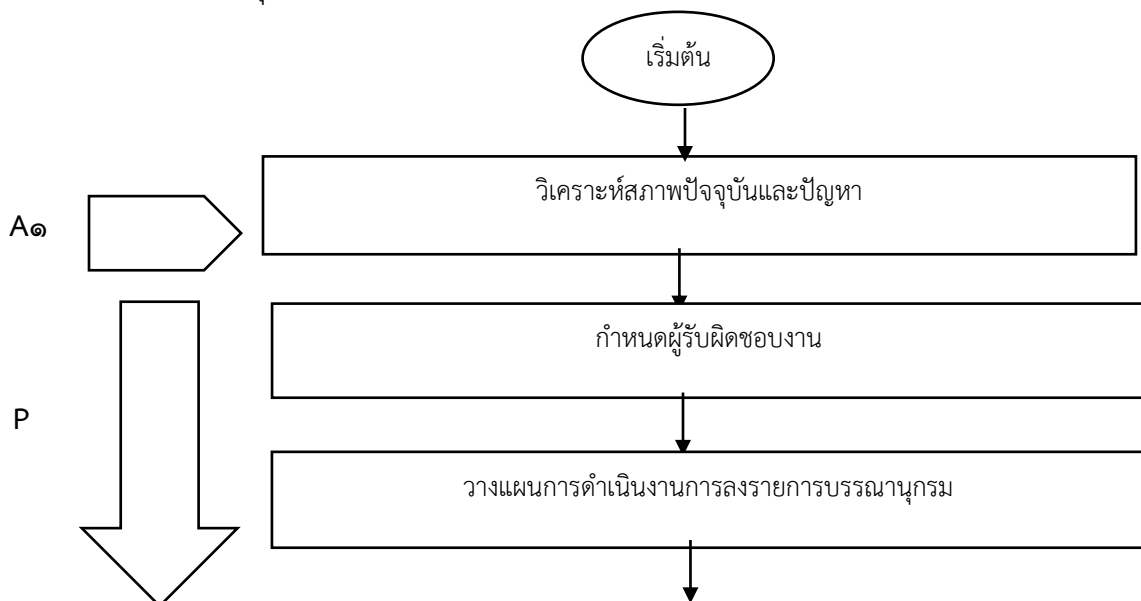 เริ่มต้น
วิเคราะห์สภาพปัจจุบันและปัญหา
A๑
กำหนดผู้รับผิดชอบงาน
P
วางแผนการดำเนินงานการลงรายการบรรณานุกรม